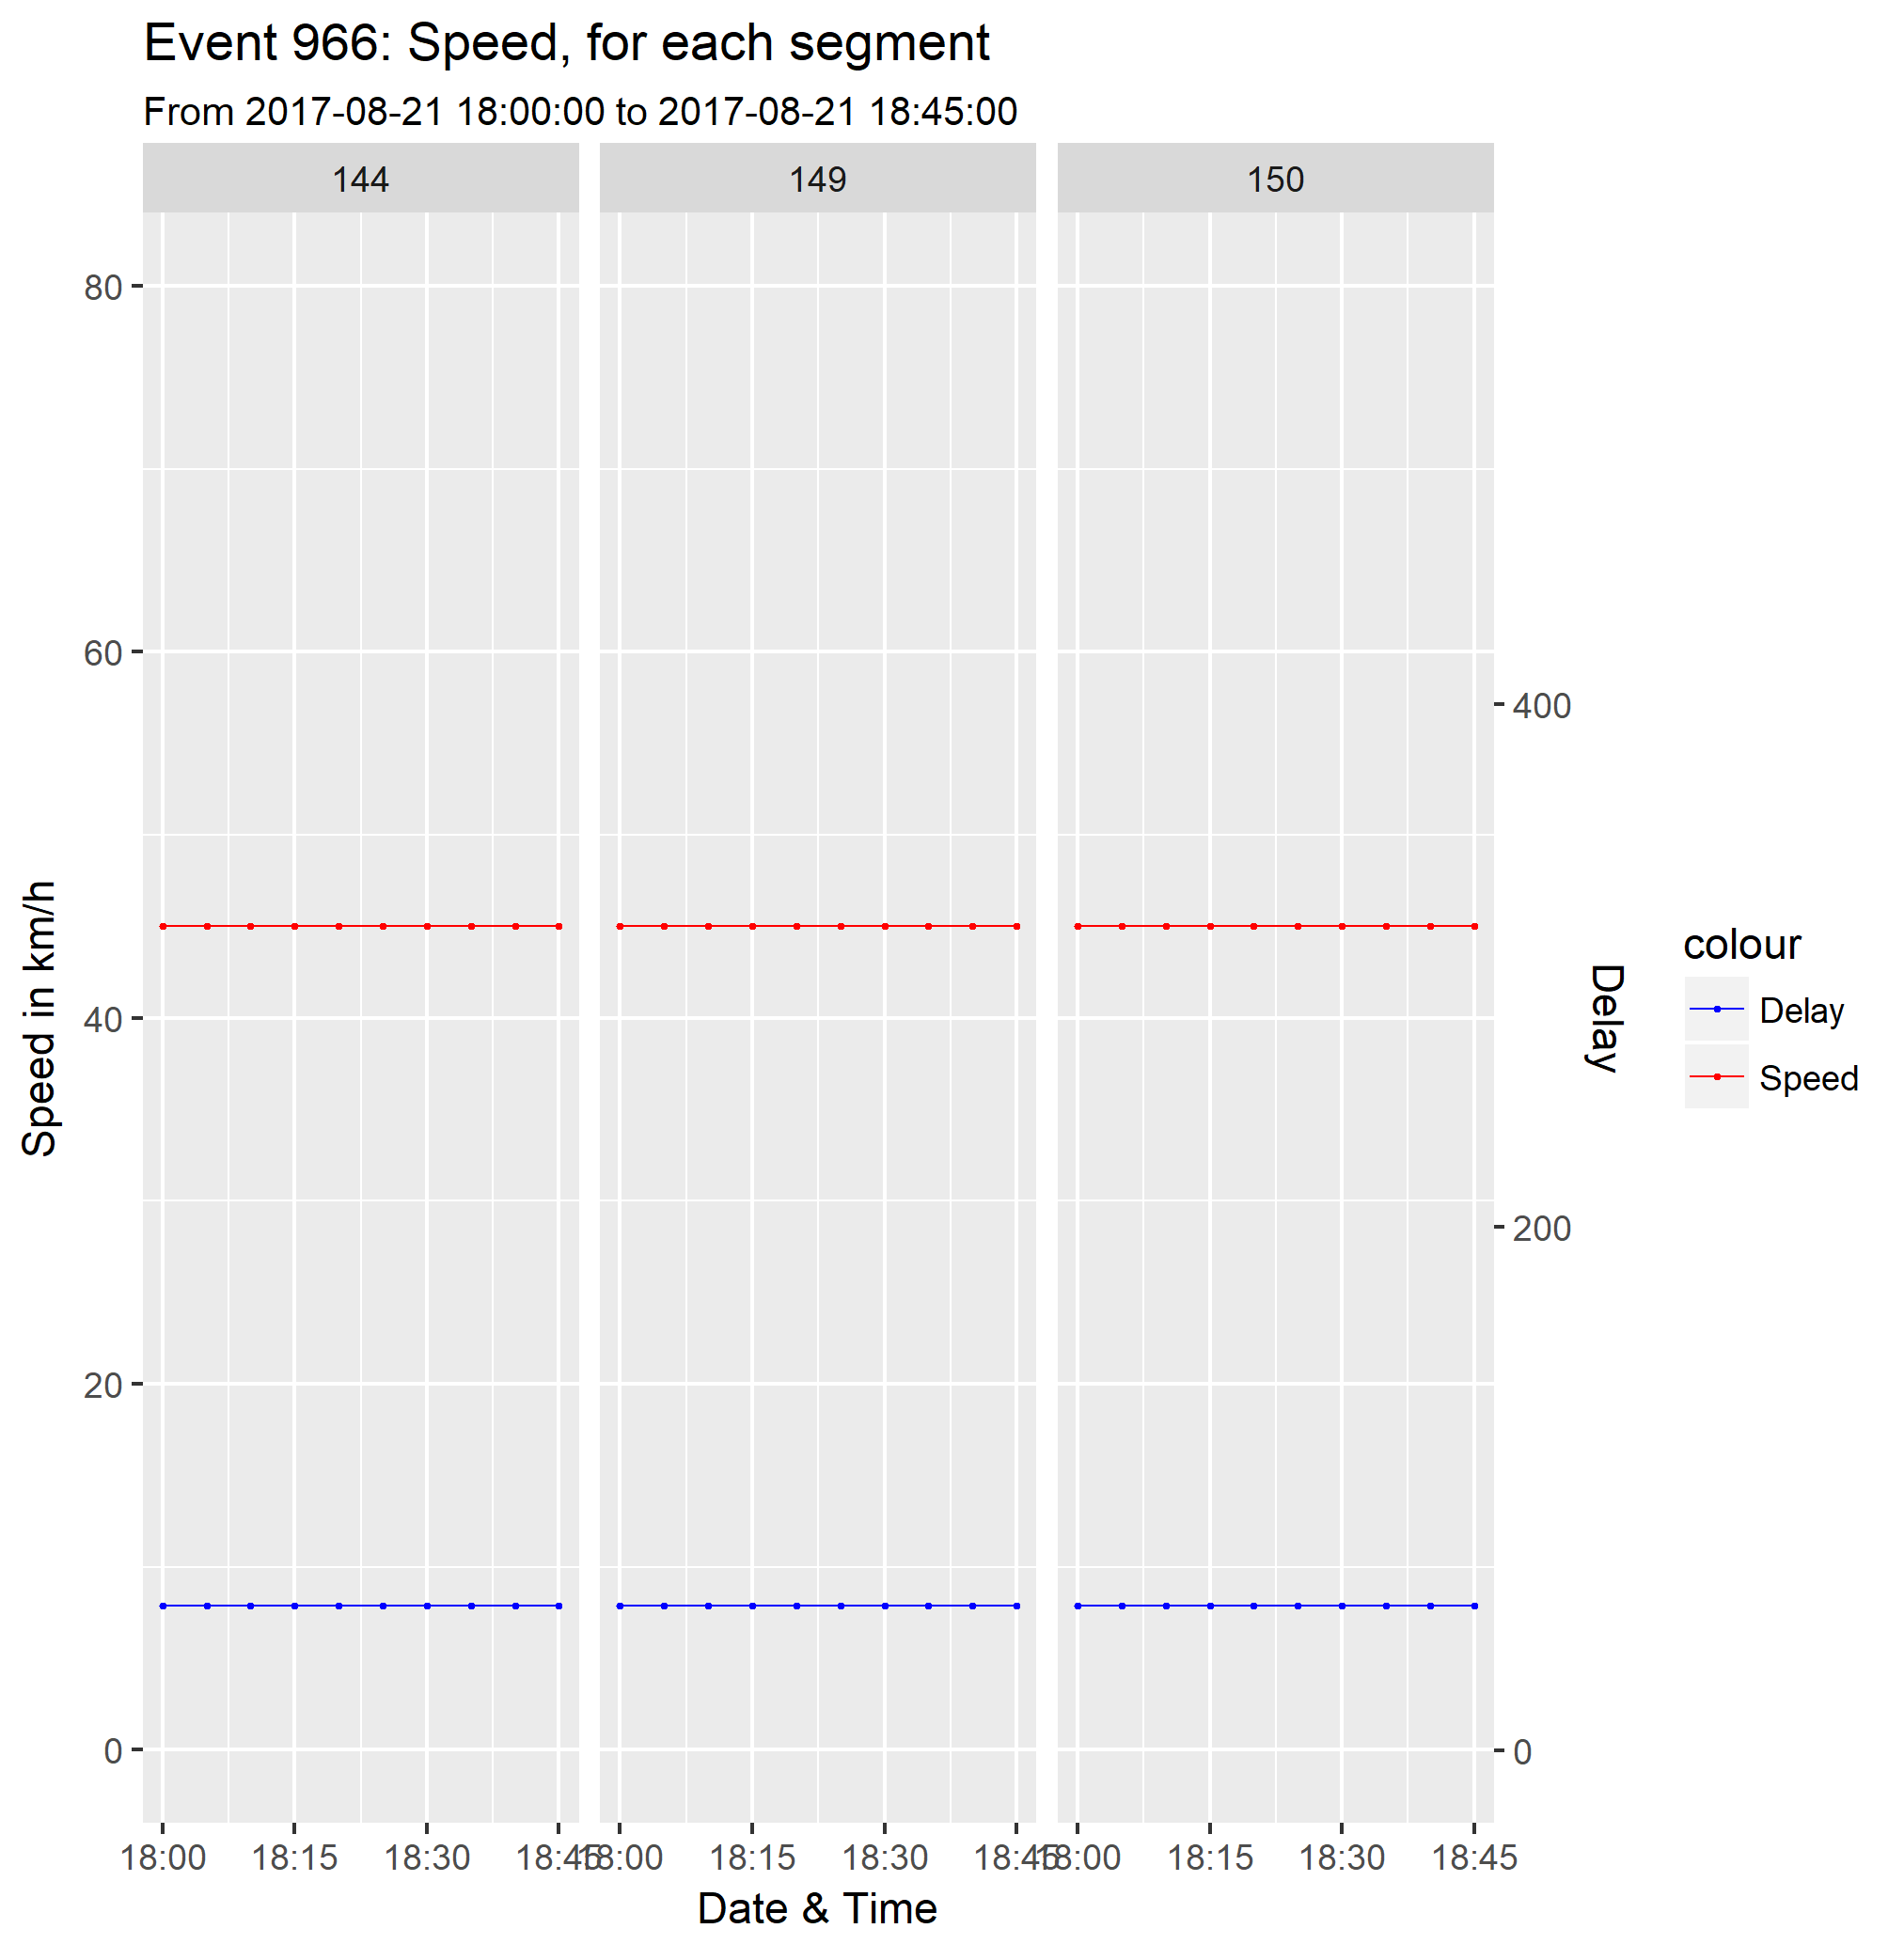 Event 966: Speed, for each segment
From 2017-08-21 18:00:00 to 2017-08-21 18:45:00
144 149 150
80
60
40
20
0
Speed in km/h
400
200
0
Delay
colour
Delay
Speed
18:00 18:15 18:30 18:45 18:00 18:15 18:30 18:45 18:00 18:15 18:30 18:45
Date & Time